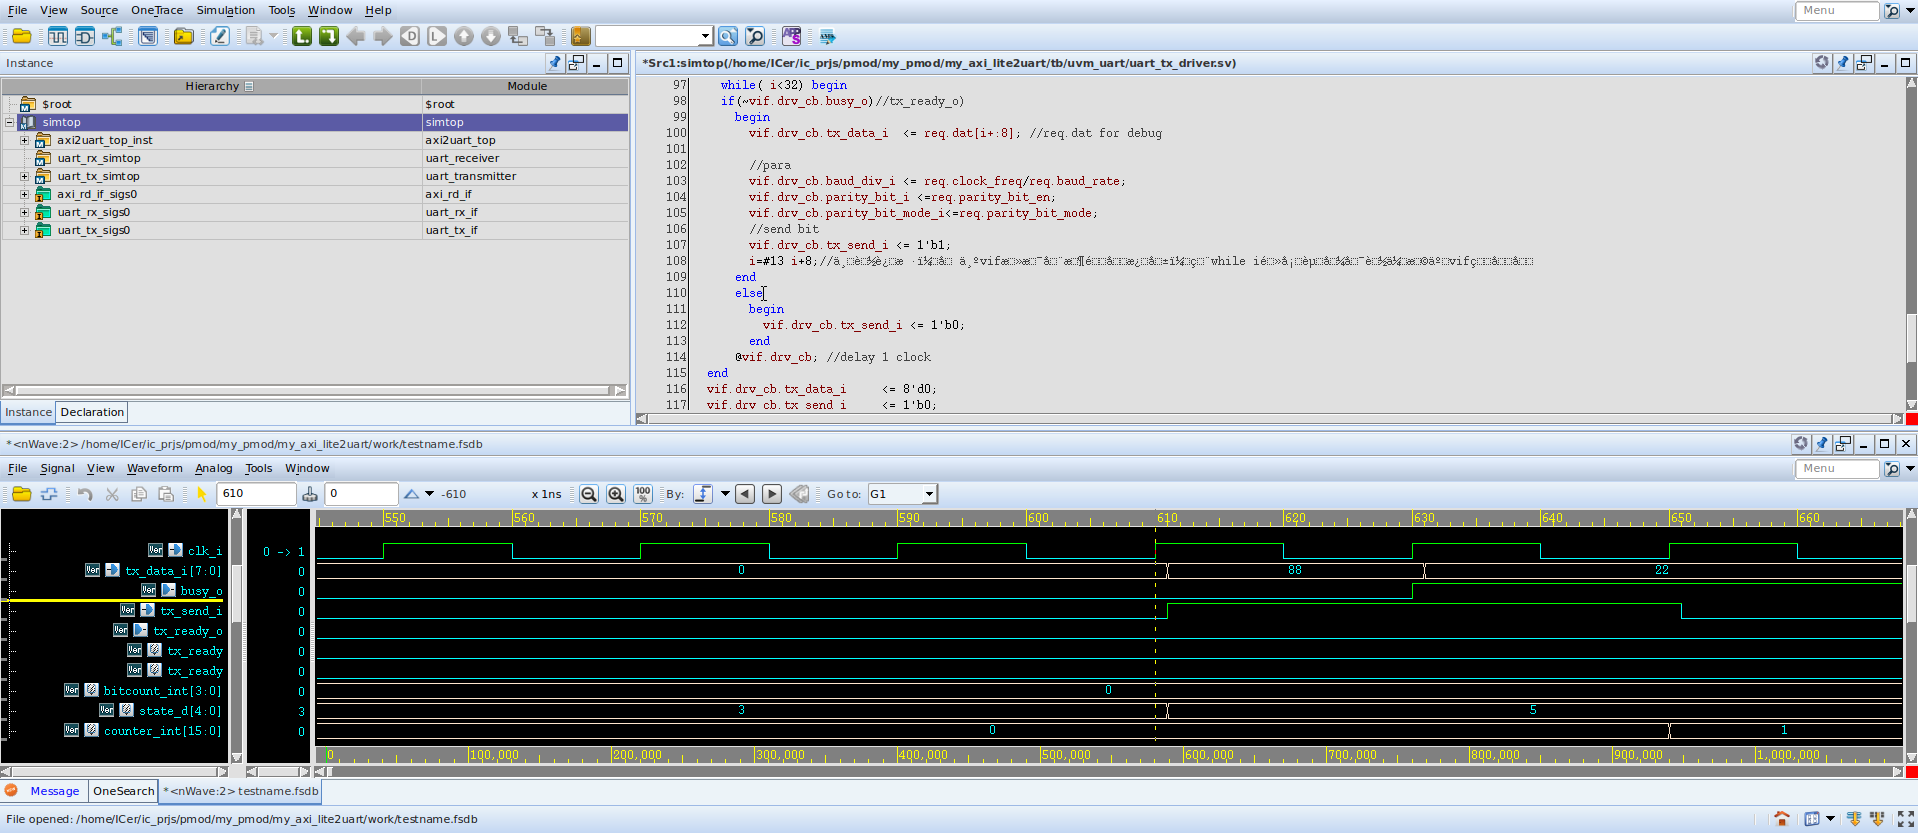 File View Source OneTrace Simulation Tools Window Help Menu
Instance
Hierarchy Module
$root $root
simtop simtop
axi2uart_top_inst axi2uart_top
uart_rx_simtop uart_receiver
uart_tx_simtop uart_transmitter
axi_rd_if_sigs0 axi_rd_if
uart_rx_sigs0 uart_rx_if
uart_tx_sigs0 uart_tx_if
Instance Declaration
*Src1:simtop(/home/ICer/ic_prjs/pmod/my_pmod/my_axi_lite2uart/tb/uvm_uart/uart_tx_driver.sv)
97 while( i<32) begin
98 if(~vif.drv_cb.busy_o)//tx_ready_o)
99 begin
100 vif.drv_cb.tx_data_i <= req.dat[i+:8]; //req.dat for debug
101
102 //para
103 vif.drv_cb.baud_div_i <= req.clock_freq/req.baud_rate;
104 vif.drv_cb.parity_bit_i <=req.parity_bit_en;
105 vif.drv_cb.parity_bit_mode_i<=req.parity_bit_mode;
106 //send bit
107 vif.drv_cb.tx_send_i <= 1'b1;
108 i=#13 i+8;//
109 end
110 else
111 begin
112 vif.drv_cb.tx_send_i <= 1'b0;
113 end
114 @vif.drv_cb; //delay 1 clock
115 end
116 vif.drv_cb.tx_data_i <= 8'd0;
117 vif.drv_cb.tx_send_i <= 1'b0;
*<nWave:2> /home/ICer/ic_prjs/pmod/my_pmod/my_axi_lite2uart/work/testname.fsdb
File Signal View Waveform Analog Tools Window Menu
610 0 -610 x 1ns 100% By: Go to: G1
550 560 570 580 590 600 610 620 630 640 650 660
clk_i 0 -> 1
tx_data_i[7:0] 0 0 88 22
busy_o 0
tx_send_i 0
tx_ready_o 0
tx_ready 0
tx_ready 0
bitcount_int[3:0] 0 0
state_d[4:0] 3 3 5
counter_int[15:0] 0 0 1
0 100,000 200,000 300,000 400,000 500,000 600,000 700,000 800,000 900,000 1,000,000
Message OneSearch *<nWave:2> testname.fsdb
File opened: /home/ICer/ic_prjs/pmod/my_pmod/my_axi_lite2uart/work/testname.fsdb